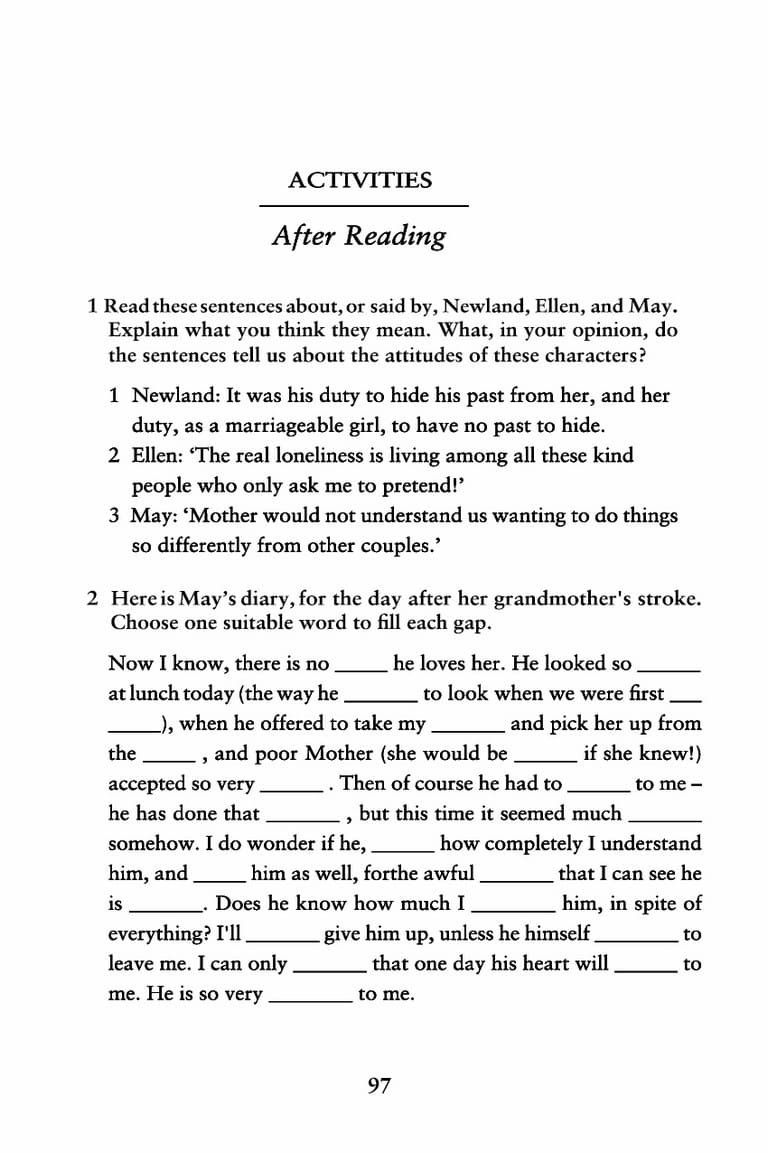 ACTIVITIES
After Reading
1 Read these sentences about, or said by, Newland, Ellen, and May.
Explain what you think they mean. What, in your opinion, do
the sentences tell us about the attitudes of these characters?
1 Newland: It was his duty to hide his past from her, and her
duty, as a marriageable girl, to have no past to hide.
2 Ellen: ‘The real loneliness is living among all these kind
people who only ask me to pretend!’
3 May: ‘Mother would not understand us wanting to do things
so differently from other couples.’
2 Here is May’s diary, for the day after her grandmother's stroke.
Choose one suitable word to fill each gap.
Now I know, there is no _____ he loves her. He looked so ______
at lunch today (the way he _______ to look when we were first ___
_____), when he offered to take my _______ and pick her up from
the _____ , and poor Mother (she would be ______ if she knew!)
accepted so very ______ . Then of course he had to ______ to me –
he has done that _______ , but this time it seemed much _______
somehow. I do wonder if he, ______ how completely I understand
him, and _____ him as well, forthe awful _______ that I can see he
is _______. Does he know how much I ________ him, in spite of
everything? I'll _______ give him up, unless he himself ________ to
leave me. I can only _______ that one day his heart will ______ to
me. He is so very ________ to me.
97